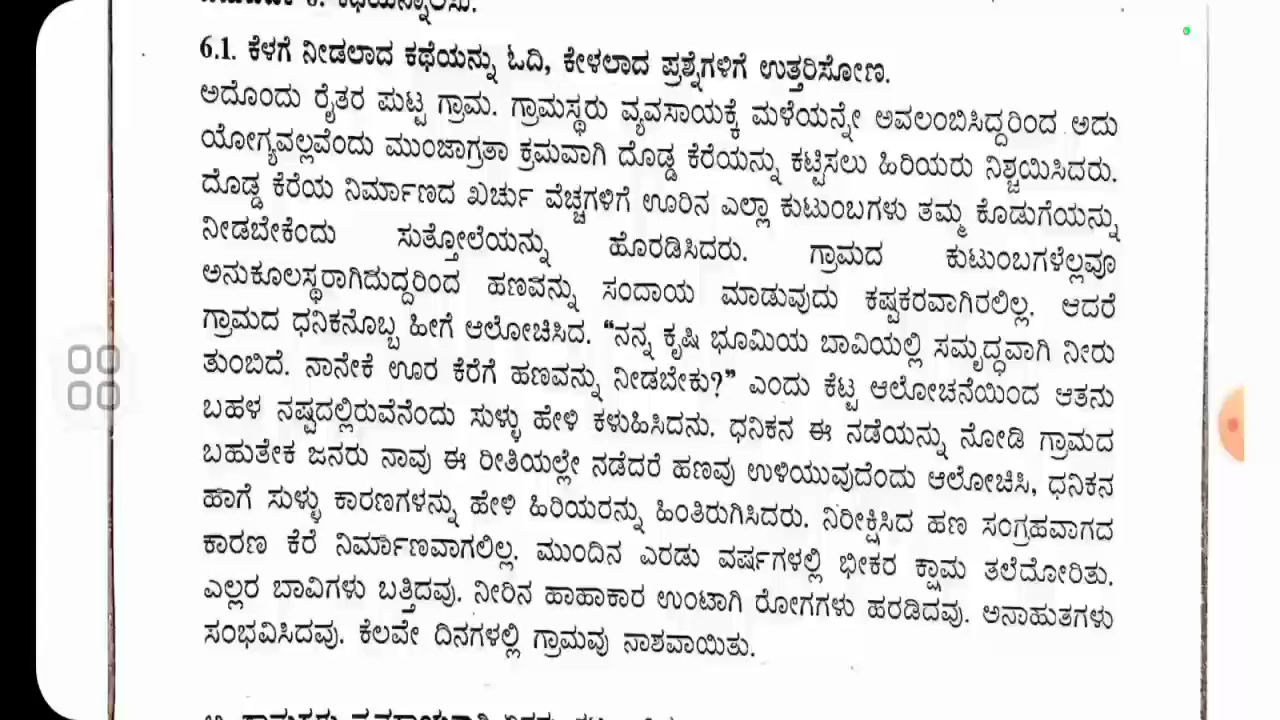 6.1. ಕೆಳಗೆ ನೀಡಲಾದ ಕಥೆಯನ್ನು ಓದಿ, ಕೇಳಲಾದ ಪ್ರಶ್ನೆಗಳಿಗೆ ಉತ್ತರಿಸೋಣ.
ಅದೊಂದು ರೈತರ ಪುಟ್ಟ ಗ್ರಾಮ. ಗ್ರಾಮಸ್ಥರು ವ್ಯವಸಾಯಕ್ಕೆ ಮಳೆಯನ್ನೇ ಅವಲಂಬಿಸಿದ್ದರಿಂದ ಅದು
ಯೋಗ್ಯವಲ್ಲವೆಂದು ಮುಂಜಾಗ್ರತಾ ಕ್ರಮವಾಗಿ ದೊಡ್ಡ ಕೆರೆಯನ್ನು ಕಟ್ಟಿಸಲು ಹಿರಿಯರು ನಿಶ್ಚಯಿಸಿದರು.
ದೊಡ್ಡ ಕೆರೆಯ ನಿರ್ಮಾಣದ ಖರ್ಚು ವೆಚ್ಚಗಳಿಗೆ ಊರಿನ ಎಲ್ಲಾ ಕುಟುಂಬಗಳು ತಮ್ಮ ಕೊಡುಗೆಯನ್ನು
ನೀಡಬೇಕೆಂದು ಸುತ್ತೋಲೆಯನ್ನು ಹೊರಡಿಸಿದರು. ಗ್ರಾಮದ ಕುಟುಂಬಗಳೆಲ್ಲವೂ
ಅನುಕೂಲಸ್ಥರಾಗಿದುದ್ದರಿಂದ ಹಣವನ್ನು ಸಂದಾಯ ಮಾಡುವುದು ಕಷ್ಟಕರವಾಗಿರಲಿಲ್ಲ. ಆದರೆ
ಗ್ರಾಮದ ಧನಿಕನೊಬ್ಬ ಹೀಗೆ ಆಲೋಚಿಸಿದ. “ನನ್ನ ಕೃಷಿ ಭೂಮಿಯ ಬಾವಿಯಲ್ಲಿ ಸಮೃದ್ಧವಾಗಿ ನೀರು
ತುಂಬಿದೆ. ನಾನೇಕೆ ಊರ ಕೆರೆಗೆ ಹಣವನ್ನು ನೀಡಬೇಕು?” ಎಂದು ಕೆಟ್ಟ ಆಲೋಚನೆಯಿಂದ ಆತನು
ಬಹಳ ನಷ್ಟದಲ್ಲಿರುವೆನೆಂದು ಸುಳ್ಳು ಹೇಳಿ ಕಳುಹಿಸಿದನು. ಧನಿಕನ ಈ ನಡೆಯನ್ನು ನೋಡಿ ಗ್ರಾಮದ
ಬಹುತೇಕ ಜನರು ನಾವು ಈ ರೀತಿಯಲ್ಲೇ ನಡೆದರೆ ಹಣವು ಉಳಿಯುವುದೆಂದು ಆಲೋಚಿಸಿ, ಧನಿಕನ
ಹಾಗೆ ಸುಳ್ಳು ಕಾರಣಗಳನ್ನು ಹೇಳಿ ಹಿರಿಯರನ್ನು ಹಿಂತಿರುಗಿಸಿದರು. ನಿರೀಕ್ಷಿಸಿದ ಹಣ ಸಂಗ್ರಹವಾಗದ
ಕಾರಣ ಕೆರೆ ನಿರ್ಮಾಣವಾಗಲಿಲ್ಲ. ಮುಂದಿನ ಎರಡು ವರ್ಷಗಳಲ್ಲಿ ಭೀಕರ ಕ್ಷಾಮ ತಲೆದೋರಿತು.
ಎಲ್ಲರ ಬಾವಿಗಳು ಬತ್ತಿದವು. ನೀರಿನ ಹಾಹಾಕಾರ ಉಂಟಾಗಿ ರೋಗಗಳು ಹರಡಿದವು. ಅನಾಹುತಗಳು
ಸಂಭವಿಸಿದವು. ಕೆಲವೇ ದಿನಗಳಲ್ಲಿ ಗ್ರಾಮವು ನಾಶವಾಯಿತು.